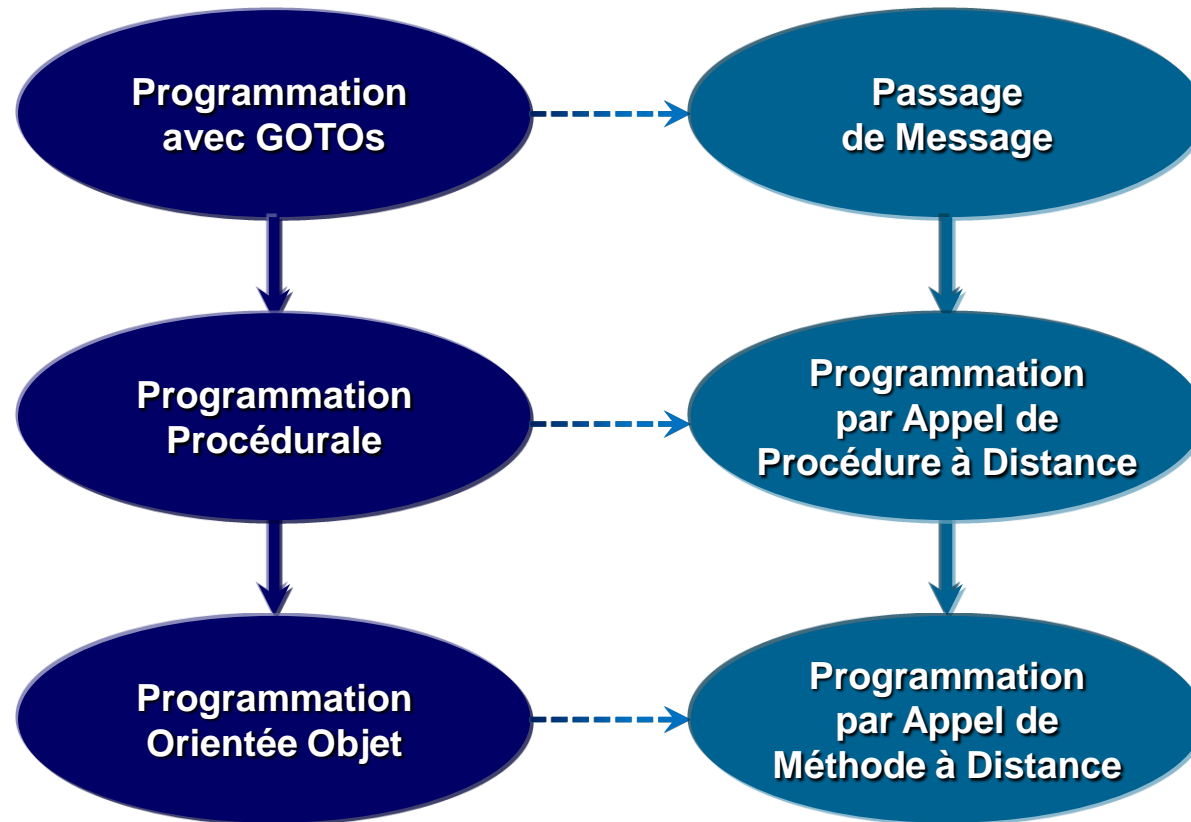 Programmation
avec GOTOs
Passage
de Message
Programmation
Procédurale
Programmation
par Appel de
Procédure à Distance
Programmation
Orientée Objet
Programmation
par Appel de
Méthode à Distance